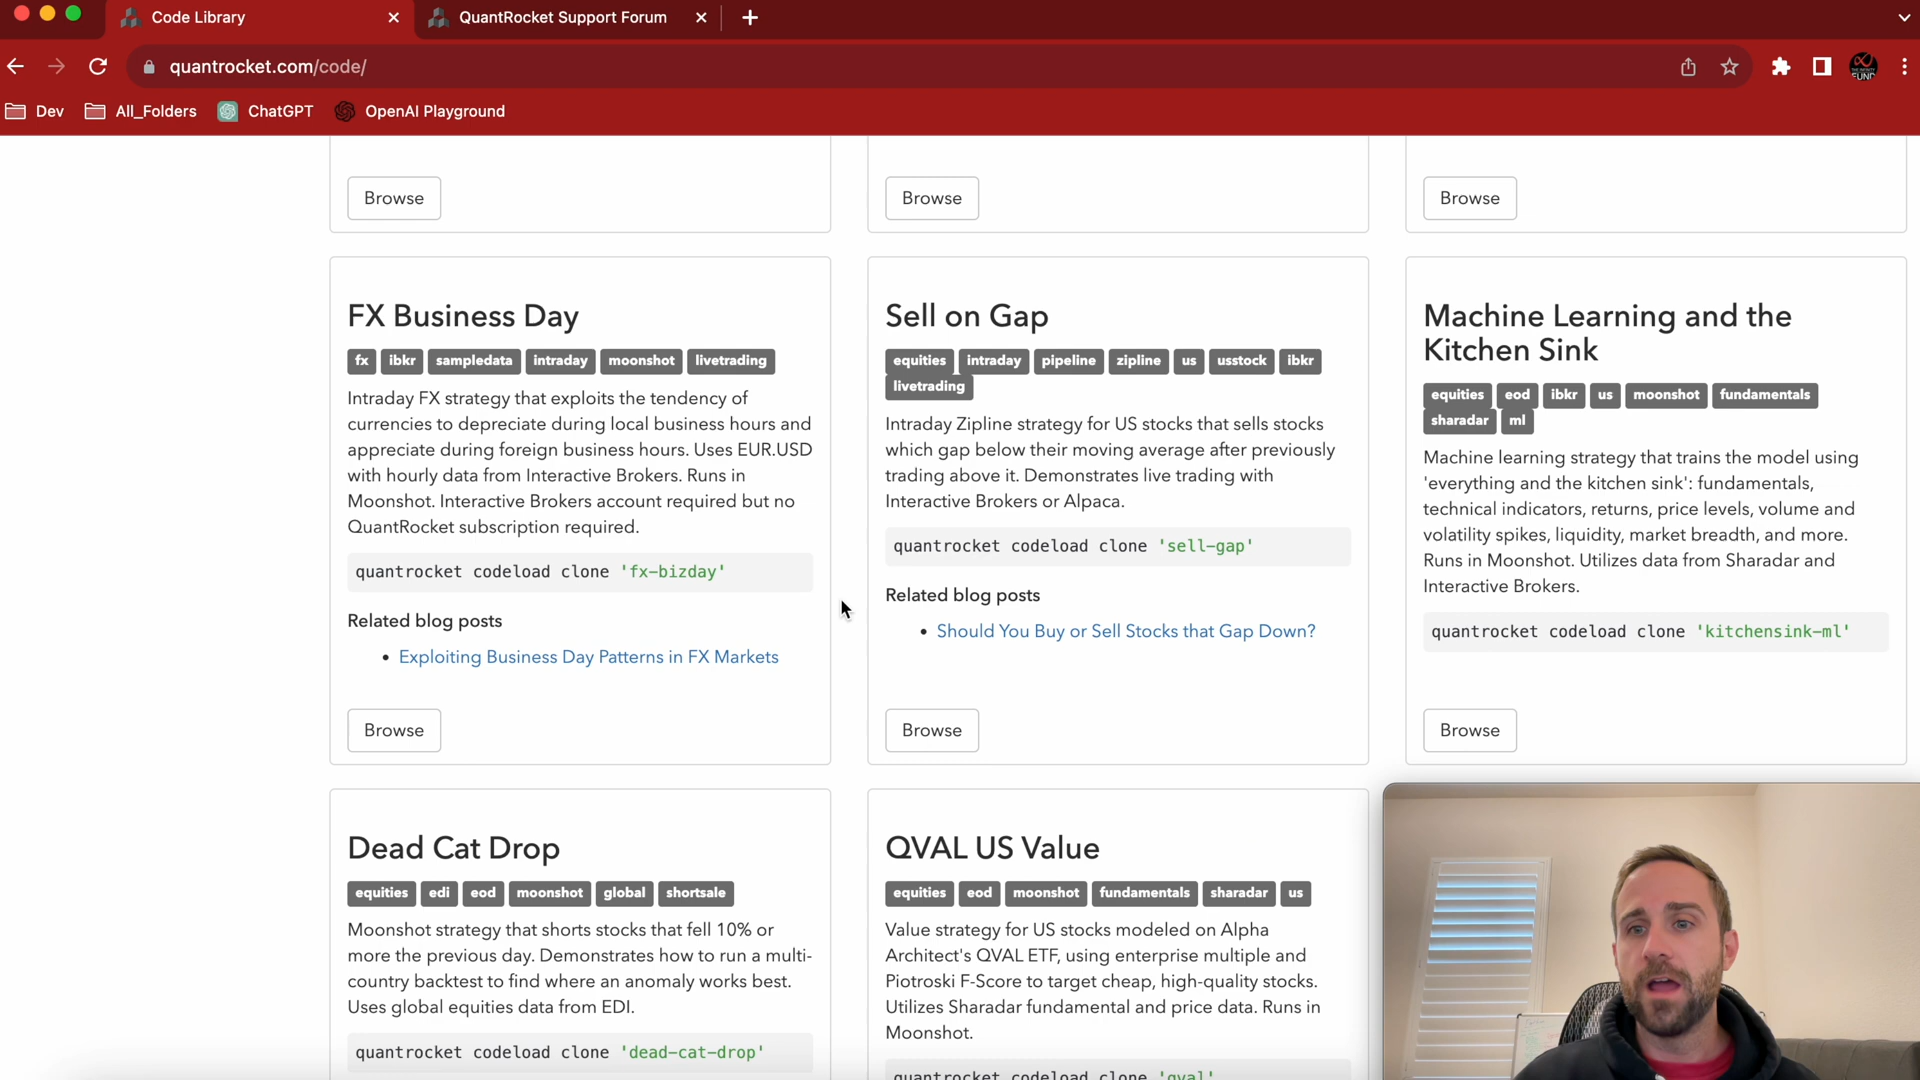 Code Library
QuantRocket Support Forum
quantrocket.com/code/
Dev
All_Folders
ChatGPT
OpenAI Playground
Browse
Browse
Browse
FX Business Day
fx ibkr sampledata intraday moonshot livetrading
Intraday FX strategy that exploits the tendency of
currencies to depreciate during local business hours and
appreciate during foreign business hours. Uses EUR.USD
with hourly data from Interactive Brokers. Runs in
Moonshot. Interactive Brokers account required but no
QuantRocket subscription required.
quantrocket codeload clone 'fx-bizday'
Related blog posts
• Exploiting Business Day Patterns in FX Markets
Browse
Sell on Gap
equities intraday pipeline zipline us usstock ibkr
livetrading
Intraday Zipline strategy for US stocks that sells stocks
which gap below their moving average after previously
trading above it. Demonstrates live trading with
Interactive Brokers or Alpaca.
quantrocket codeload clone 'sell-gap'
Related blog posts
• Should You Buy or Sell Stocks that Gap Down?
Browse
Machine Learning and the
Kitchen Sink
equities eod ibkr us moonshot fundamentals
sharadar ml
Machine learning strategy that trains the model using
'everything and the kitchen sink': fundamentals,
technical indicators, returns, price levels, volume and
volatility spikes, liquidity, market breadth, and more.
Runs in Moonshot. Utilizes data from Sharadar and
Interactive Brokers.
quantrocket codeload clone 'kitchensink-ml'
Browse
Dead Cat Drop
equities edi eod moonshot global shortsale
Moonshot strategy that shorts stocks that fell 10% or
more the previous day. Demonstrates how to run a multi-
country backtest to find where an anomaly works best.
Uses global equities data from EDI.
quantrocket codeload clone 'dead-cat-drop'
QVAL US Value
equities eod moonshot fundamentals sharadar us
Value strategy for US stocks modeled on Alpha
Architect's QVAL ETF, using enterprise multiple and
Piotroski F-Score to target cheap, high-quality stocks.
Utilizes Sharadar fundamental and price data. Runs in
Moonshot.
quantrocket codeload clone 'qval'